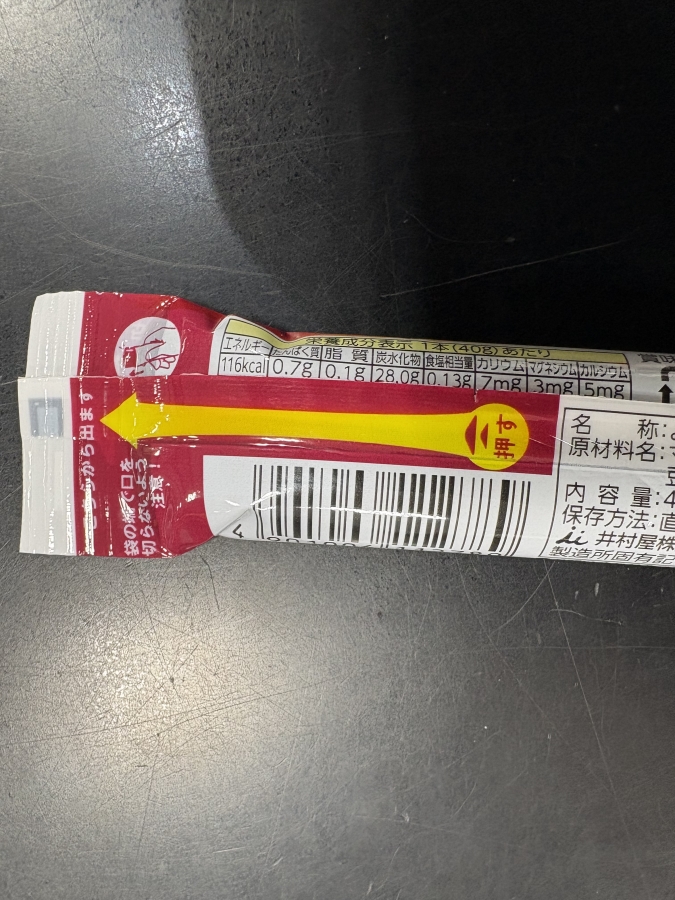 栄養成分表示 1本(40g)あたり
エネルギー たんぱく質 脂質 炭水化物 食塩相当量 カリウム マグネシウム カルシウム
116kcal 0.7g 0.1g 28.0g 0.13g 7mg 3mg 5mg
押す
から出ます
袋の端で口を
切らないよう
注意!
名 称:
原材料名:
内容量:4
保存方法:直
井村屋株
製造所固有記
賞味